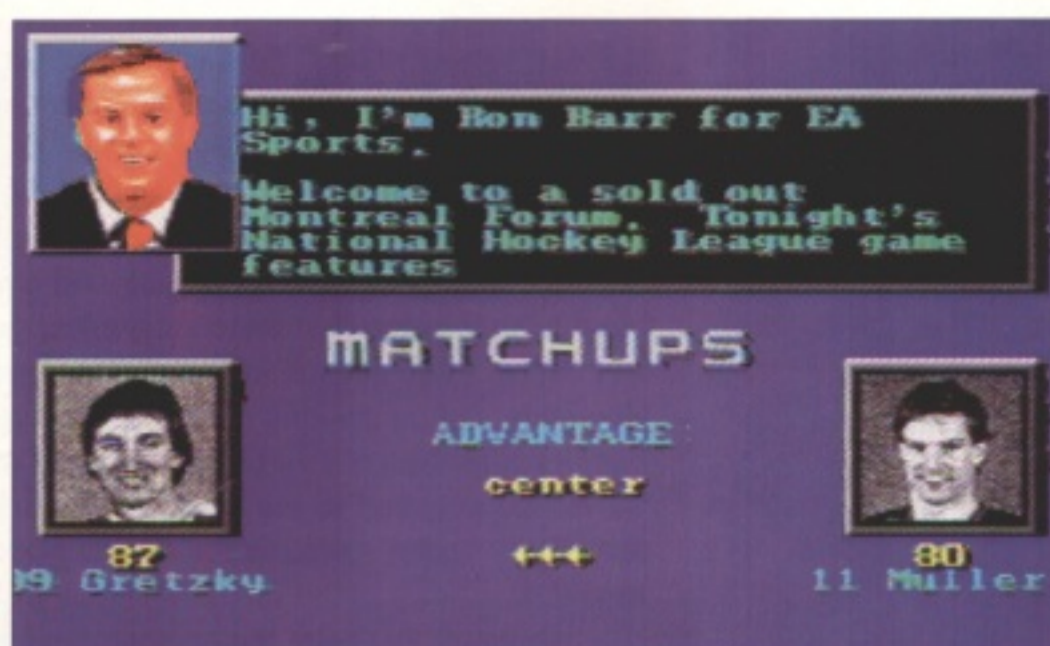 Hi, I'm Ron Barr for EA
Sports.
Welcome to a sold out
Montreal Forum. Tonight's
National Hockey League game
features
MATCHUPS
ADVANTAGE
center
87
80
99 Gretzky
11 Muller